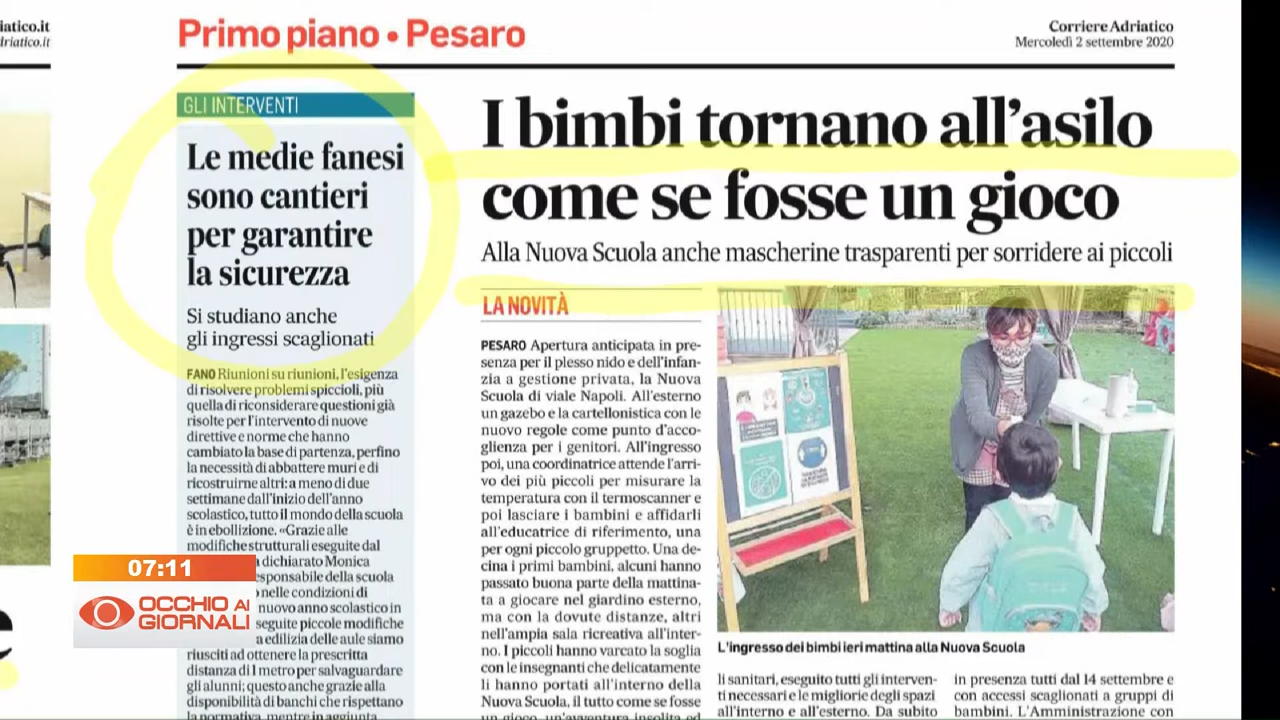 iatico.it
driatico.it
Primo piano • Pesaro
Corriere Adriatico
Mercoledì 2 settembre 2020
GLI INTERVENTI
Le medie fanesi
sono cantieri
per garantire
la sicurezza
Si studiano anche
gli ingressi scaglionati
FANO Riunioni su riunioni, l'esigenza
di risolvere problemi spiccioli, più
quella di riconsiderare questioni già
risolte per l'intervento di nuove
direttive e norme che hanno
cambiato la base di partenza, perfino
la necessità di abbattere muri e di
ricostruirne altri: a meno di due
settimane dall'inizio dell'anno
scolastico, tutto il mondo della scuola
è in ebollizione. «Grazie alle
modifiche strutturali eseguite dal
a dichiarato Monica
esponsabile della scuola
nelle condizioni di
nuovo anno scolastico in
seguite piccole modifiche
a edilizia delle aule siamo
riusciti ad ottenere la prescritta
distanza di 1 metro per salvaguardare
gli alunni; questo anche grazie alla
disponibilità di banchi che rispettano
la normativa, mentre in aggiunta
I bimbi tornano all'asilo
come se fosse un gioco
Alla Nuova Scuola anche mascherine trasparenti per sorridere ai piccoli
LA NOVITÀ
PESARO Apertura anticipata in pre-
senza per il plesso nido e dell'infan-
zia a gestione privata, la Nuova
Scuola di viale Napoli. All'esterno
un gazebo e la cartellonistica con le
nuovo regole come punto d'acco-
glienza per i genitori. All'ingresso
poi, una coordinatrice attende l'arri-
vo dei più piccoli per misurare la
temperatura con il termoscanner e
poi lasciare i bambini e affidarli
all'educatrice di riferimento, una
per ogni piccolo gruppetto. Una de-
cina i primi bambini, alcuni hanno
passato buona parte della mattina-
ta a giocare nel giardino esterno,
ma con la dovute distanze, altri
nell'ampia sala ricreativa all'inter-
no. I piccoli hanno varcato la soglia
con le insegnanti che delicatamente
li hanno portati all'interno della
Nuova Scuola, il tutto come se fosse
un gioco, un'avventura insolita ed
L'ingresso dei bimbi ieri mattina alla Nuova Scuola
li sanitari, eseguito tutti gli interven-
ti necessari e le migliorie degli spazi
all'interno e all'esterno. Da subito
in presenza tutti dal 14 settembre e
con accessi scaglionati a gruppi di
bambini. L'Amministrazione con
07:11
OCCHIO AI
GIORNALI